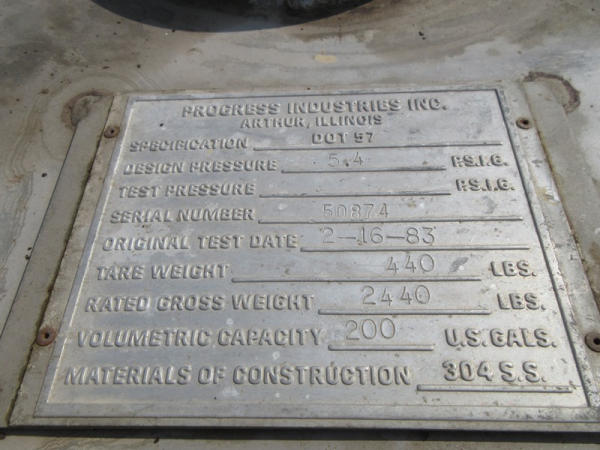 PROGRESS INDUSTRIES INC.
ARTHUR, ILLINOIS
SPECIFICATION DOT 57
DESIGN PRESSURE 5.4 P.S.I.G.
TEST PRESSURE P.S.I.G.
SERIAL NUMBER 50874
ORIGINAL TEST DATE 2-16-83
TARE WEIGHT 440 LBS.
RATED GROSS WEIGHT 2440 LBS.
VOLUMETRIC CAPACITY 200 U.S. GALS.
MATERIALS OF CONSTRUCTION 304 S.S.